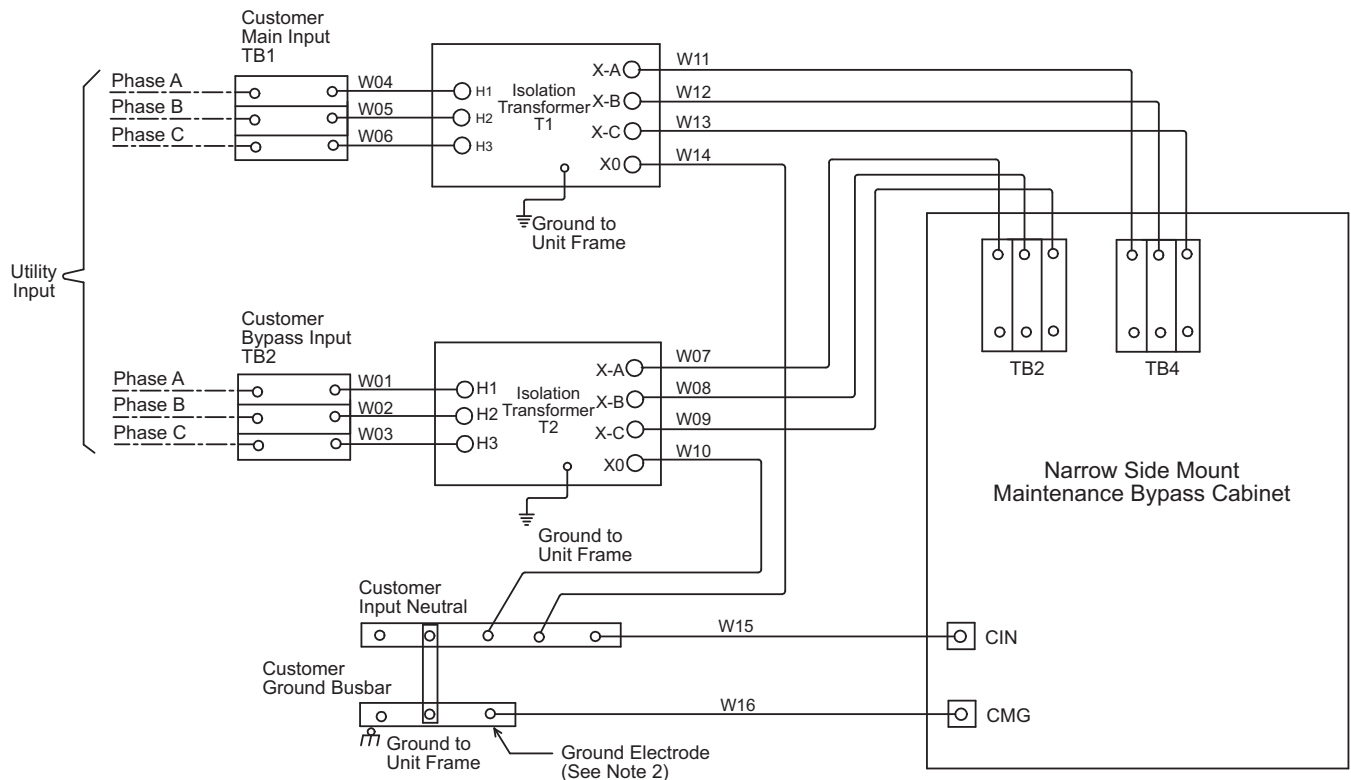 Customer
Main Input
TB1
Utility
Input
Phase A
Phase B
Phase C
W04
W05
W06
H1
H2
H3
Isolation
Transformer
T1
X-A
X-B
X-C
X0
W11
W12
W13
W14
Ground to
Unit Frame
Customer
Bypass Input
TB2
Phase A
Phase B
Phase C
W01
W02
W03
H1
H2
H3
Isolation
Transformer
T2
X-A
X-B
X-C
X0
W07
W08
W09
W10
Ground to
Unit Frame
TB2
TB4
Narrow Side Mount
Maintenance Bypass Cabinet
Customer
Input Neutral
W15
CIN
Customer
Ground Busbar
W16
CMG
Ground to
Unit Frame
Ground Electrode
(See Note 2)